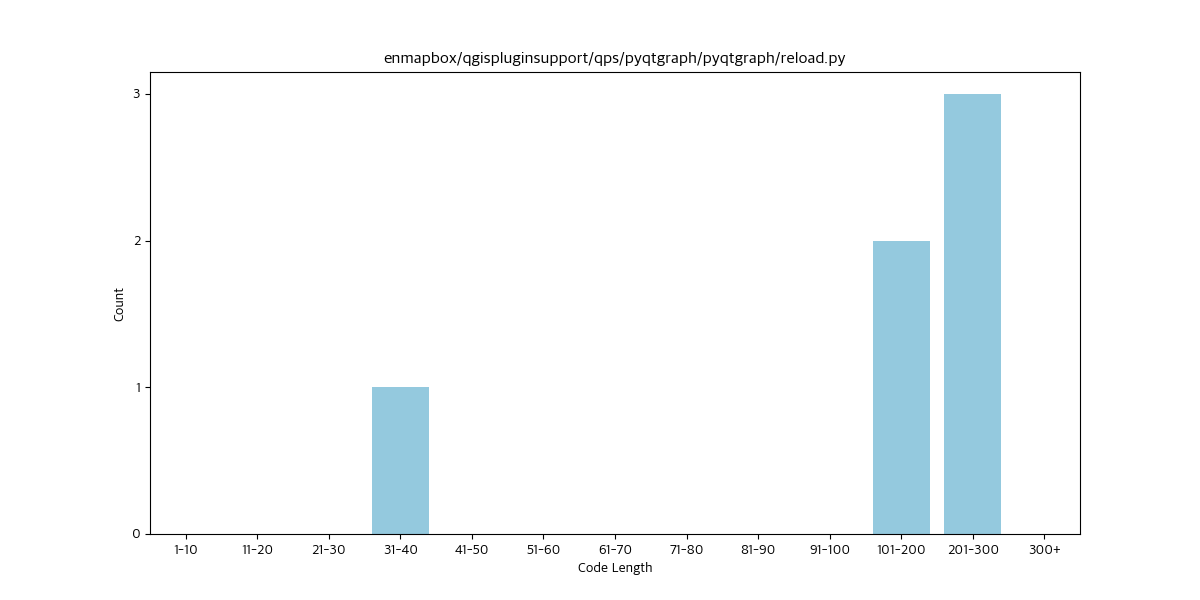 enmapbox/qgispluginsupport/qps/pyqtgraph/pyqtgraph/reload.py
3
2
1
0
Count
1-10 11-20 21-30 31-40 41-50 51-60 61-70 71-80 81-90 91-100 101-200 201-300 300+
Code Length